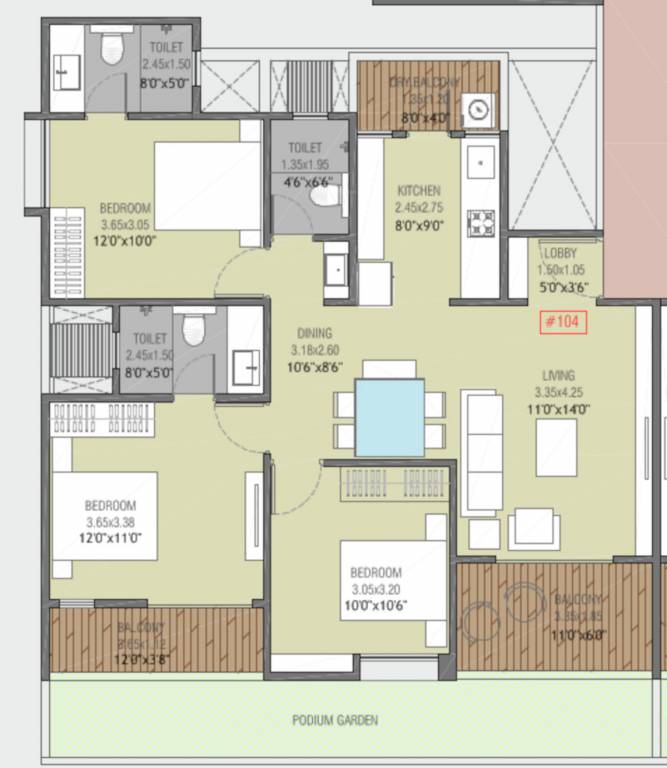 TOILET
2.45x1.50
8'0"x5'0"
DRY BALCONY
1.35x1.20
8'0"x4'0"
TOILET
1.35x1.95
4'6"x6'6"
KITCHEN
2.45x2.75
8'0"x9'0"
BEDROOM
3.65x3.05
12'0"x10'0"
LOBBY
1.50x1.05
5'0"x3'6"
#104
TOILET
2.45x1.50
8'0"x5'0"
DINING
3.18x2.60
10'6"x8'6"
LIVING
3.35x4.25
11'0"x14'0"
BEDROOM
3.65x3.38
12'0"x11'0"
BEDROOM
3.05x3.20
10'0"x10'6"
BALCONY
3.65x1.12
12'0"x3'8"
BALCONY
3.35x1.85
11'0"x6'0"
PODIUM GARDEN